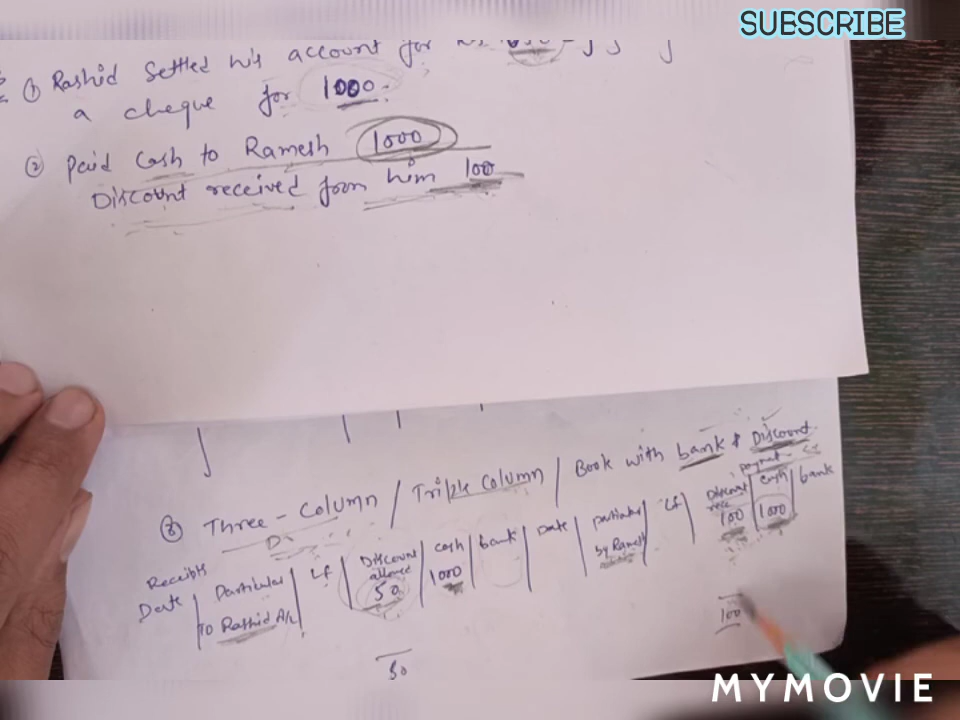 SUBSCRIBE
① Rashid Settled his account for
a cheque for 1000.
② Paid Cash to Ramesh 1000
Discount received from him 100
③ Three-Column / Triple Column / Book with bank & Discount
Receipts
payment
Date Particular Lf Discount allowed cash bank Date particular Lf Discount rece cash bank
To Rashid A/c 50 1000 by Ramesh 100 1000
50 100
MYMOVIE